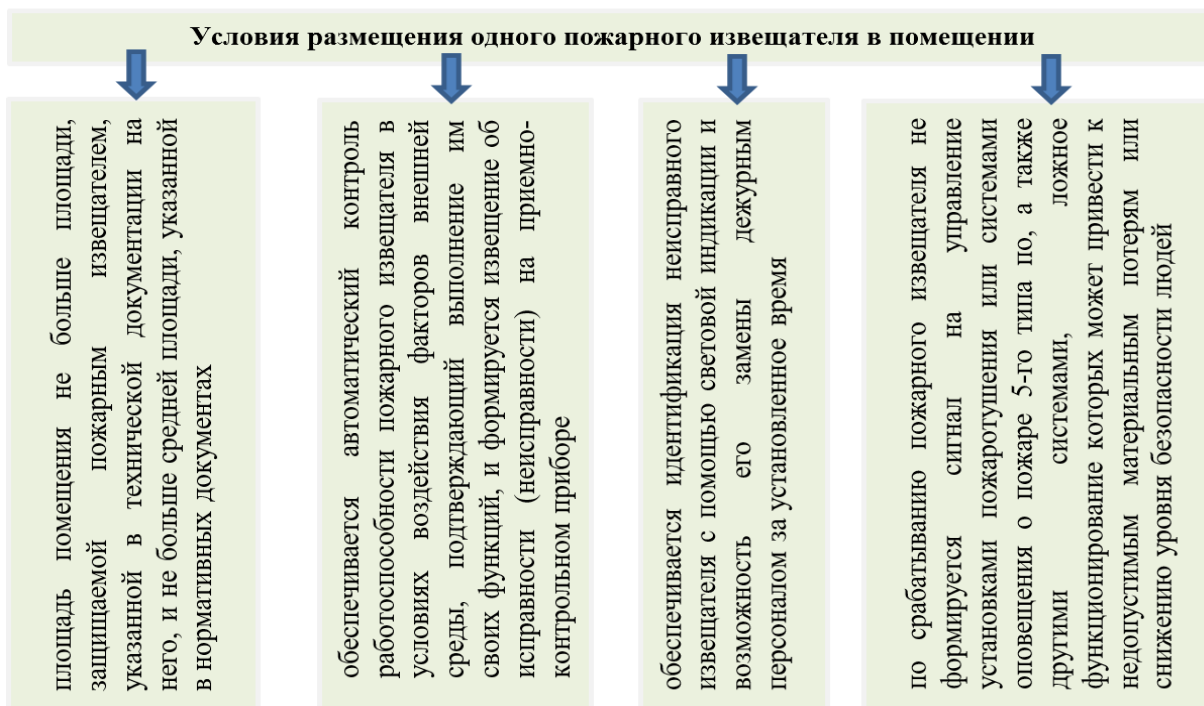 Условия размещения одного пожарного извещателя в помещении
площадь помещения не больше площади,
защищаемой пожарным извещателем,
указанной в технической документации на
него, и не больше средней площади, указанной
в нормативных документах
обеспечивается автоматический контроль
работоспособности пожарного извещателя в
условиях воздействия факторов внешней
среды, подтверждающий выполнение им
своих функций, и формируется извещение об
исправности (неисправности) на приемно-
контрольном приборе
обеспечивается идентификация неисправного
извещателя с помощью световой индикации и
возможность его замены дежурным
персоналом за установленное время
по срабатыванию пожарного извещателя не
формируется сигнал на управление
установками пожаротушения или системами
оповещения о пожаре 5-го типа по, а также
другими системами, ложное
функционирование которых может привести к
недопустимым материальным потерям или
снижению уровня безопасности людей